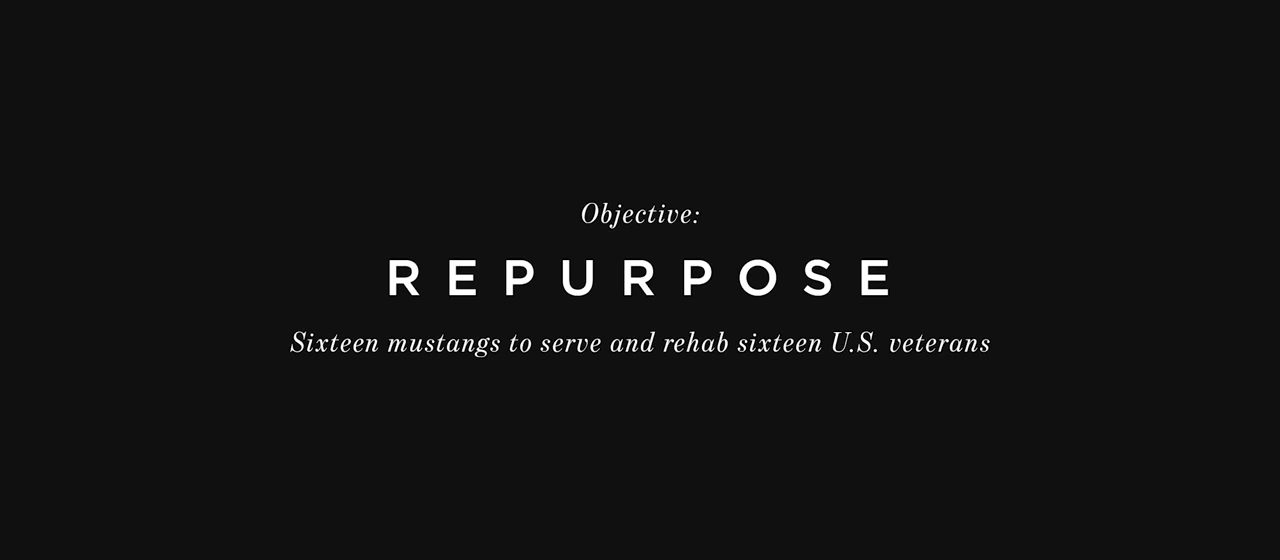 Objective:
REPURPOSE
Sixteen mustangs to serve and rehab sixteen U.S. veterans